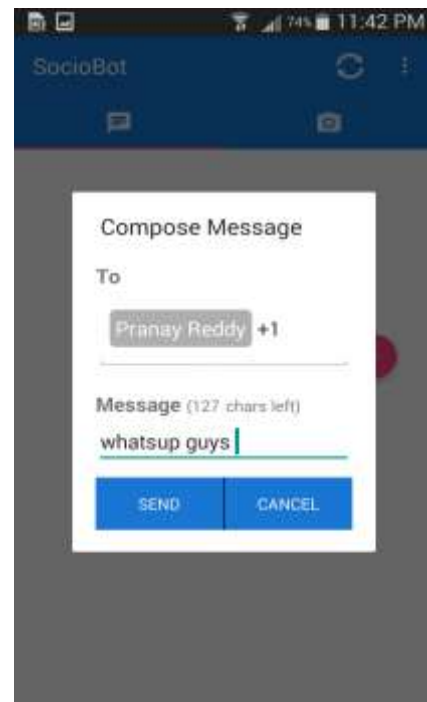 74% 11:42 PM
SocioBot
Compose Message
To
Pranay Reddy +1
Message (127 chars left)
whatsup guys
SEND CANCEL